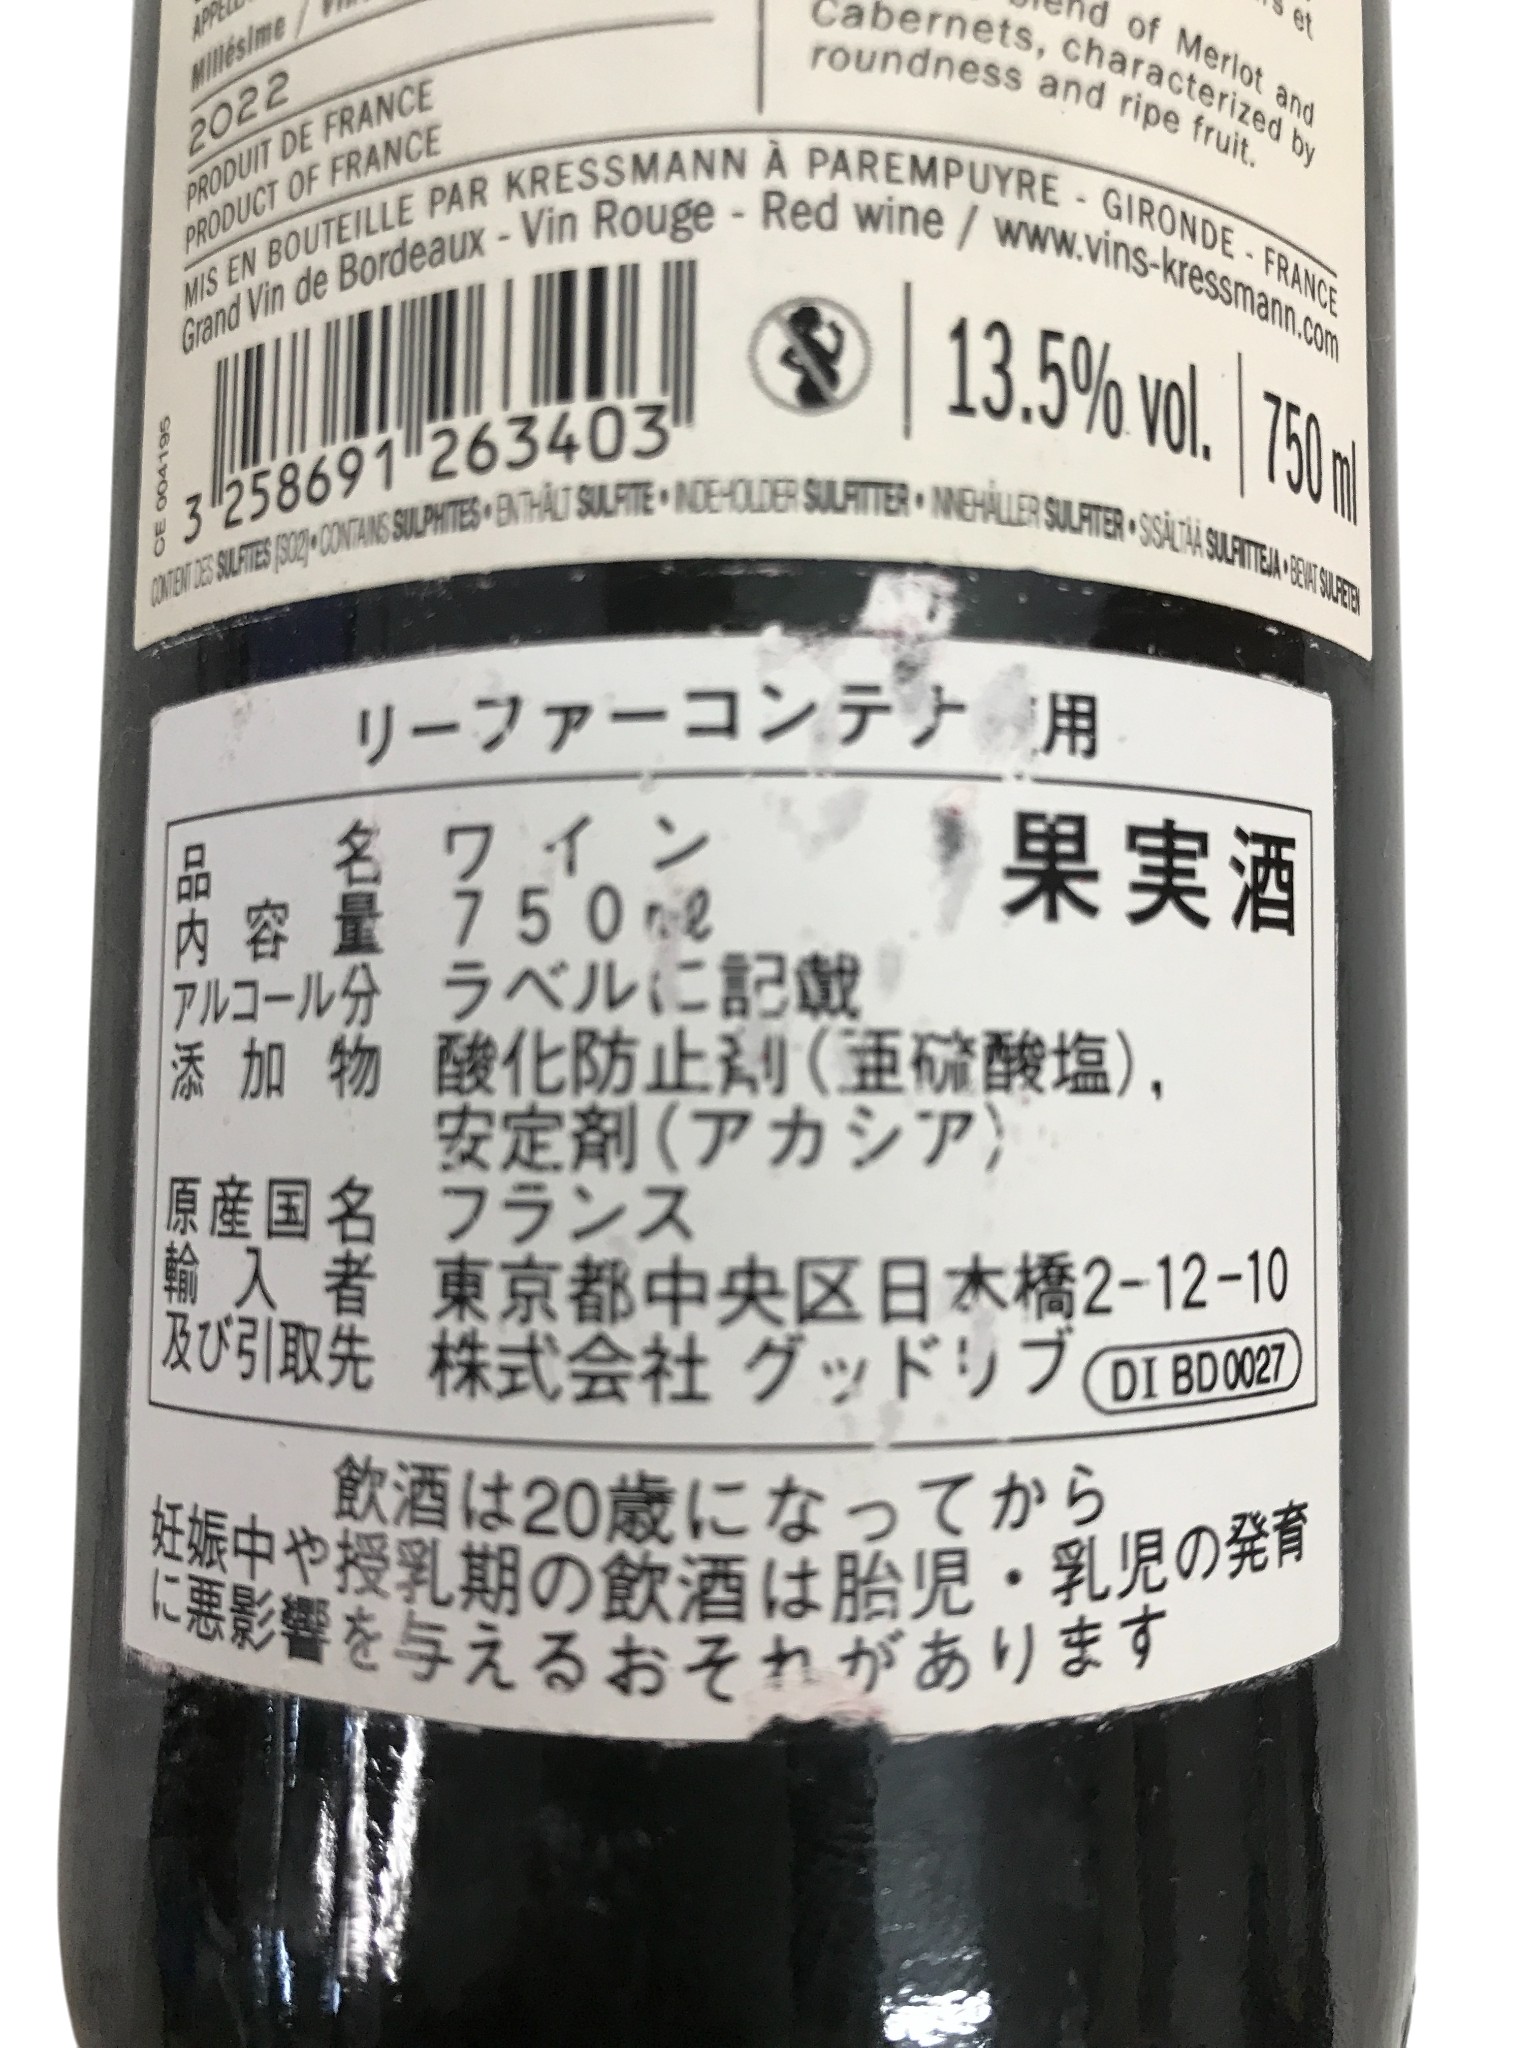 Millésime /
2022
PRODUIT DE FRANCE
PRODUCT OF FRANCE
et
of Merlot and
Cabernets, characterized by
roundness and ripe fruit.
MIS EN BOUTEILLE PAR KRESSMANN À PAREMPUYRE - GIRONDE - FRANCE
Grand Vin de Bordeaux - Vin Rouge - Red wine / www.vins-kressmann.com
CE 004195
3 258691 263403
13.5% vol. | 750 ml
CONTIENT DES SULFITES [SO2] • CONTAINS SULPHITES • ENTHÄLT SULFITE • INDEHOLDER SULFITTER • INNEHÅLLER SULFITER • SISÄLTÄÄ SULFIITTEJA • BEVAT SULFIETEN
リーファーコンテナ 用
果実酒
品名 ワイン
内容量 750mℓ
アルコール分 ラベルに記載
添加物 酸化防止剤(亜硫酸塩),
安定剤(アカシア)
原産国名 フランス
輸入者 東京都中央区日本橋2-12-10
及び引取先 株式会社 グッドリブ DI BD0027
飲酒は20歳になってから
妊娠中や授乳期の飲酒は胎児・乳児の発育
に悪影響を与えるおそれがあります